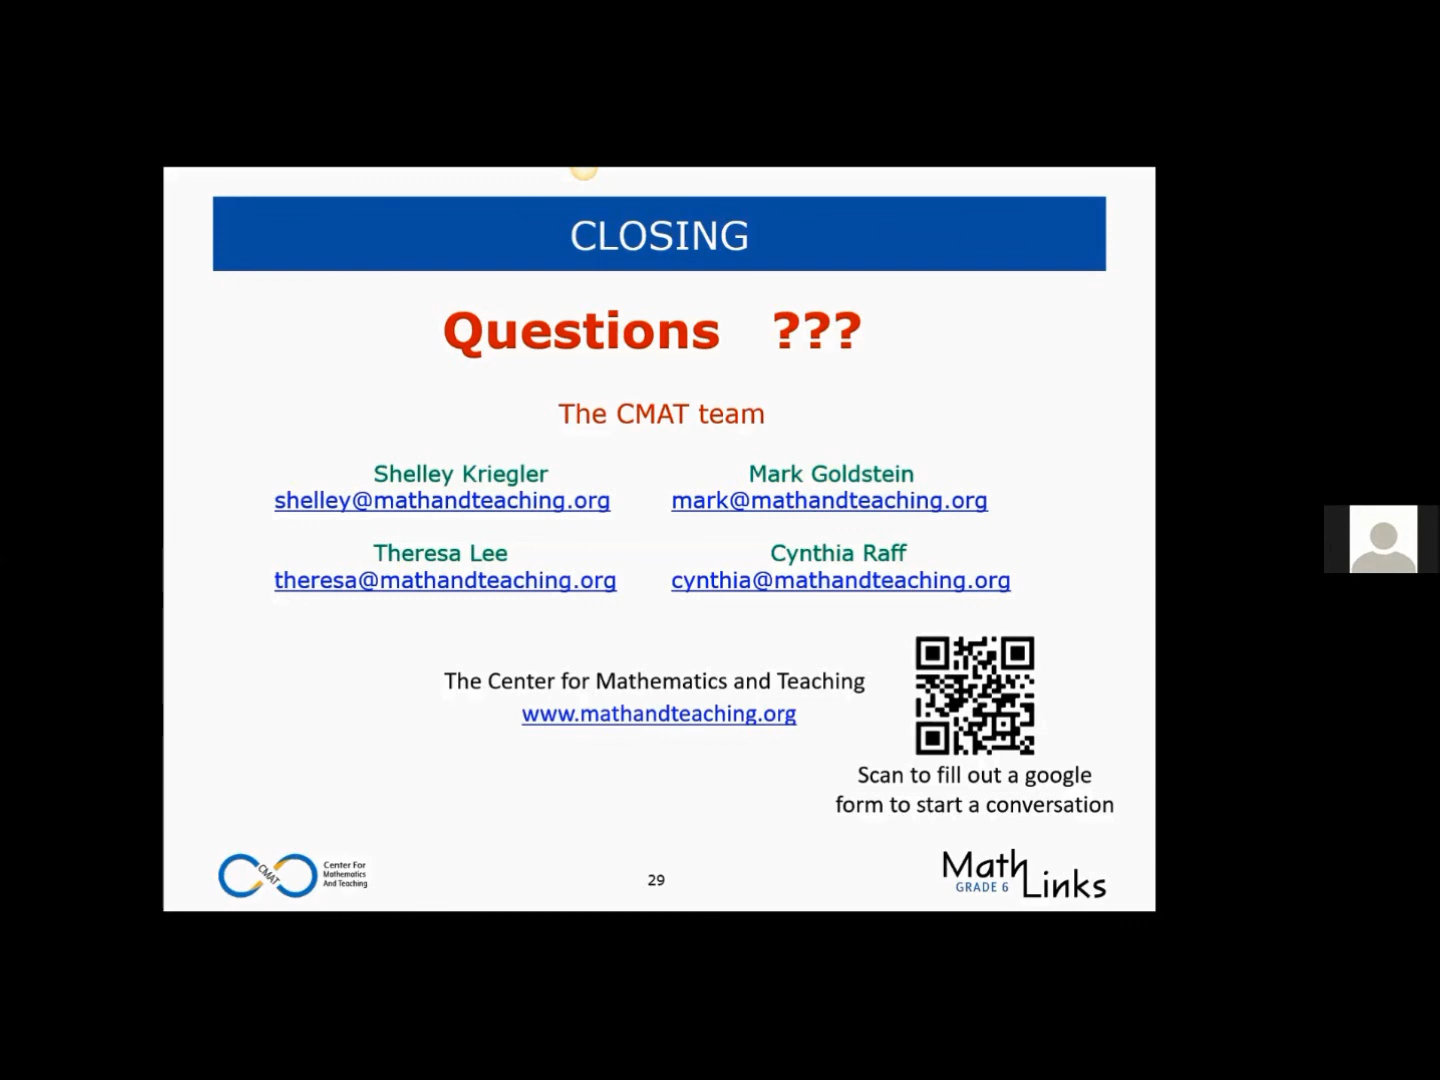 CLOSING
Questions ???
The CMAT team
Shelley Kriegler
shelley@mathandteaching.org
Mark Goldstein
mark@mathandteaching.org
Theresa Lee
theresa@mathandteaching.org
Cynthia Raff
cynthia@mathandteaching.org
The Center for Mathematics and Teaching
www.mathandteaching.org
Scan to fill out a google
form to start a conversation
CMAT
Center For
Mathematics
And Teaching
29
Math
GRADE 6
Links